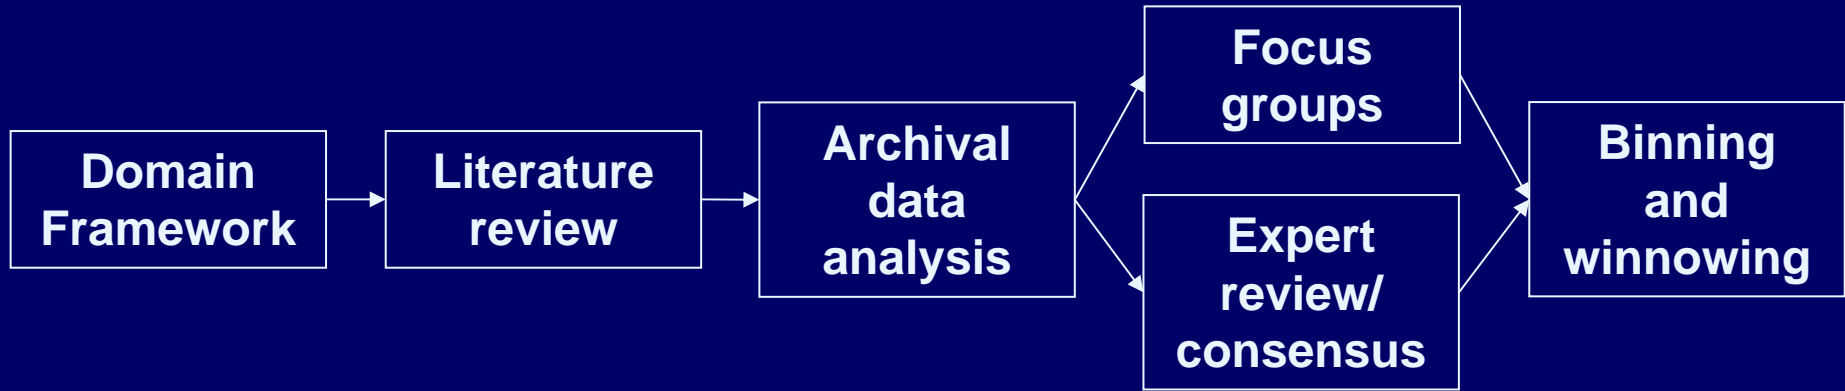 Domain
Framework
Literature
review
Archival
data
analysis
Focus
groups
Expert
review/
consensus
Binning
and
winnowing